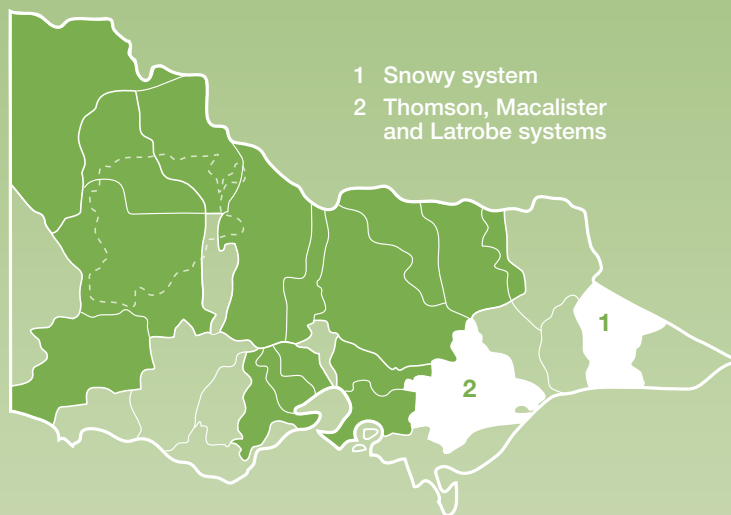 1 Snowy system
2 Thomson, Macalister
and Latrobe systems
1
2